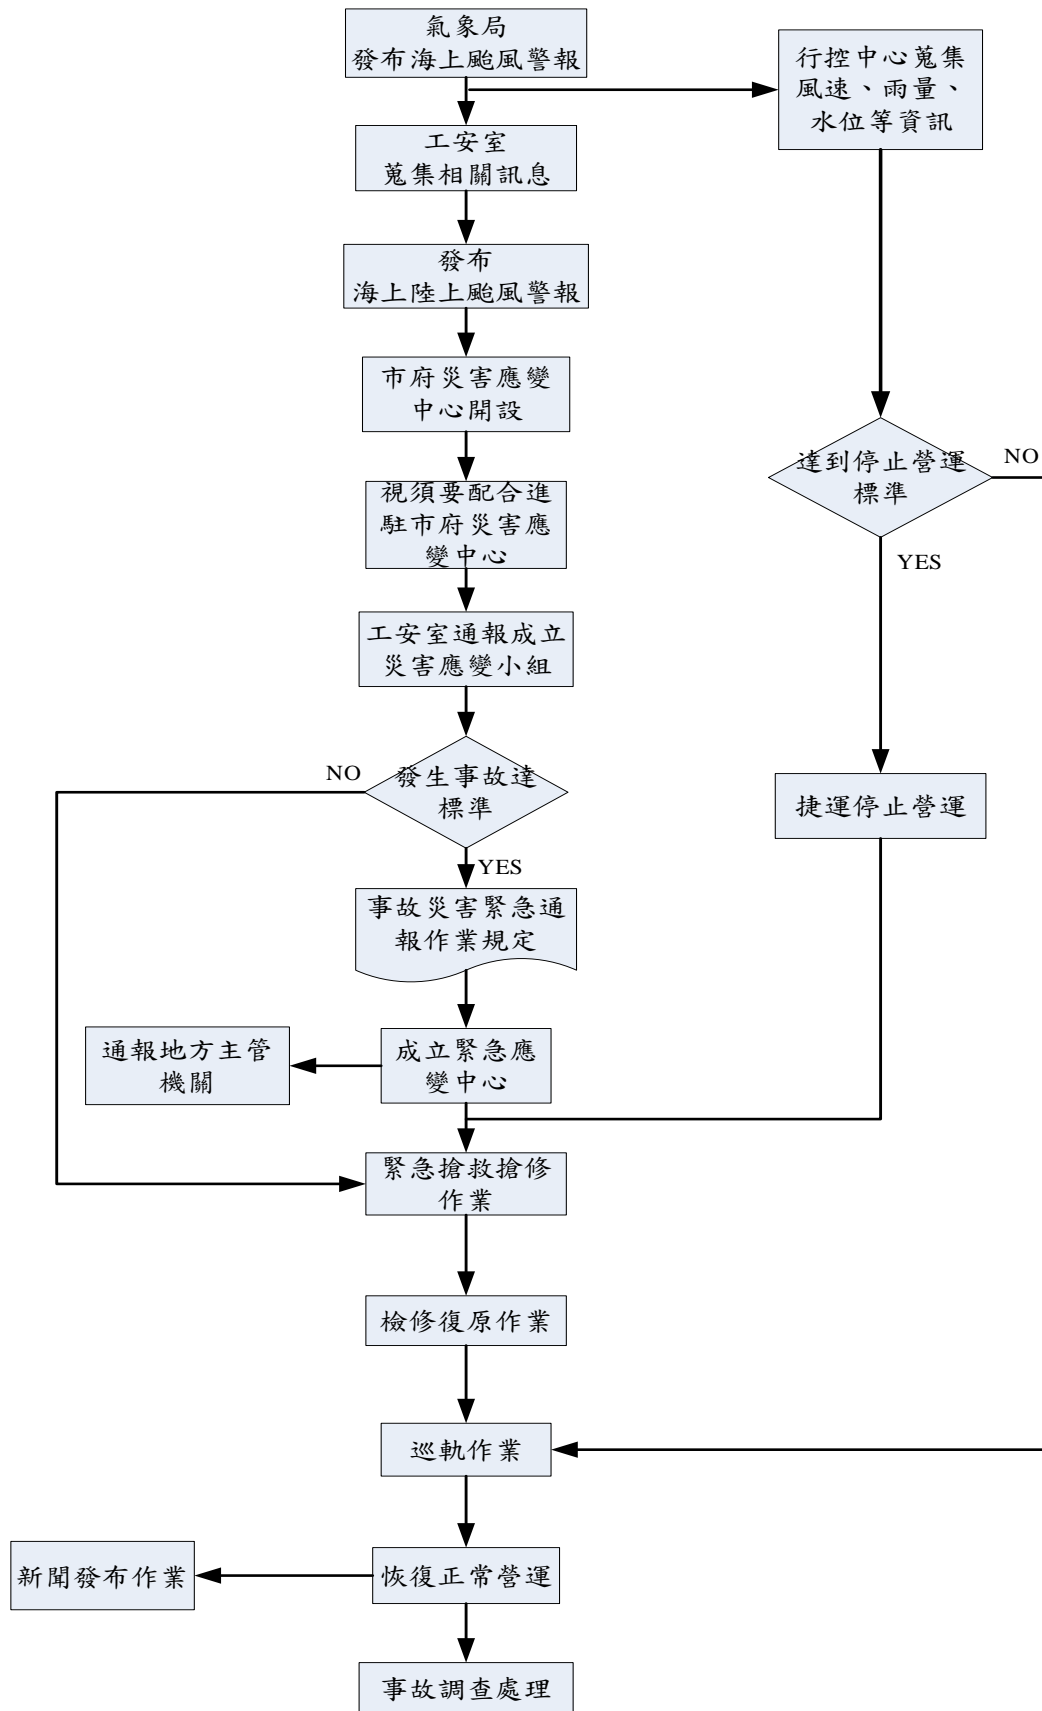 氣象局
發布海上颱風警報
行控中心蒐集
風速、雨量、
水位等資訊
工安室
蒐集相關訊息
發布
海上陸上颱風警報
市府災害應變
中心開設
達到停止營運
標準
NO
YES
視須要配合進
駐市府災害應
變中心
工安室通報成立
災害應變小組
發生事故達
標準
NO
YES
捷運停止營運
事故災害緊急通
報作業規定
成立緊急應
變中心
通報地方主管
機關
緊急搶救搶修
作業
檢修復原作業
巡軌作業
恢復正常營運
新聞發布作業
事故調查處理